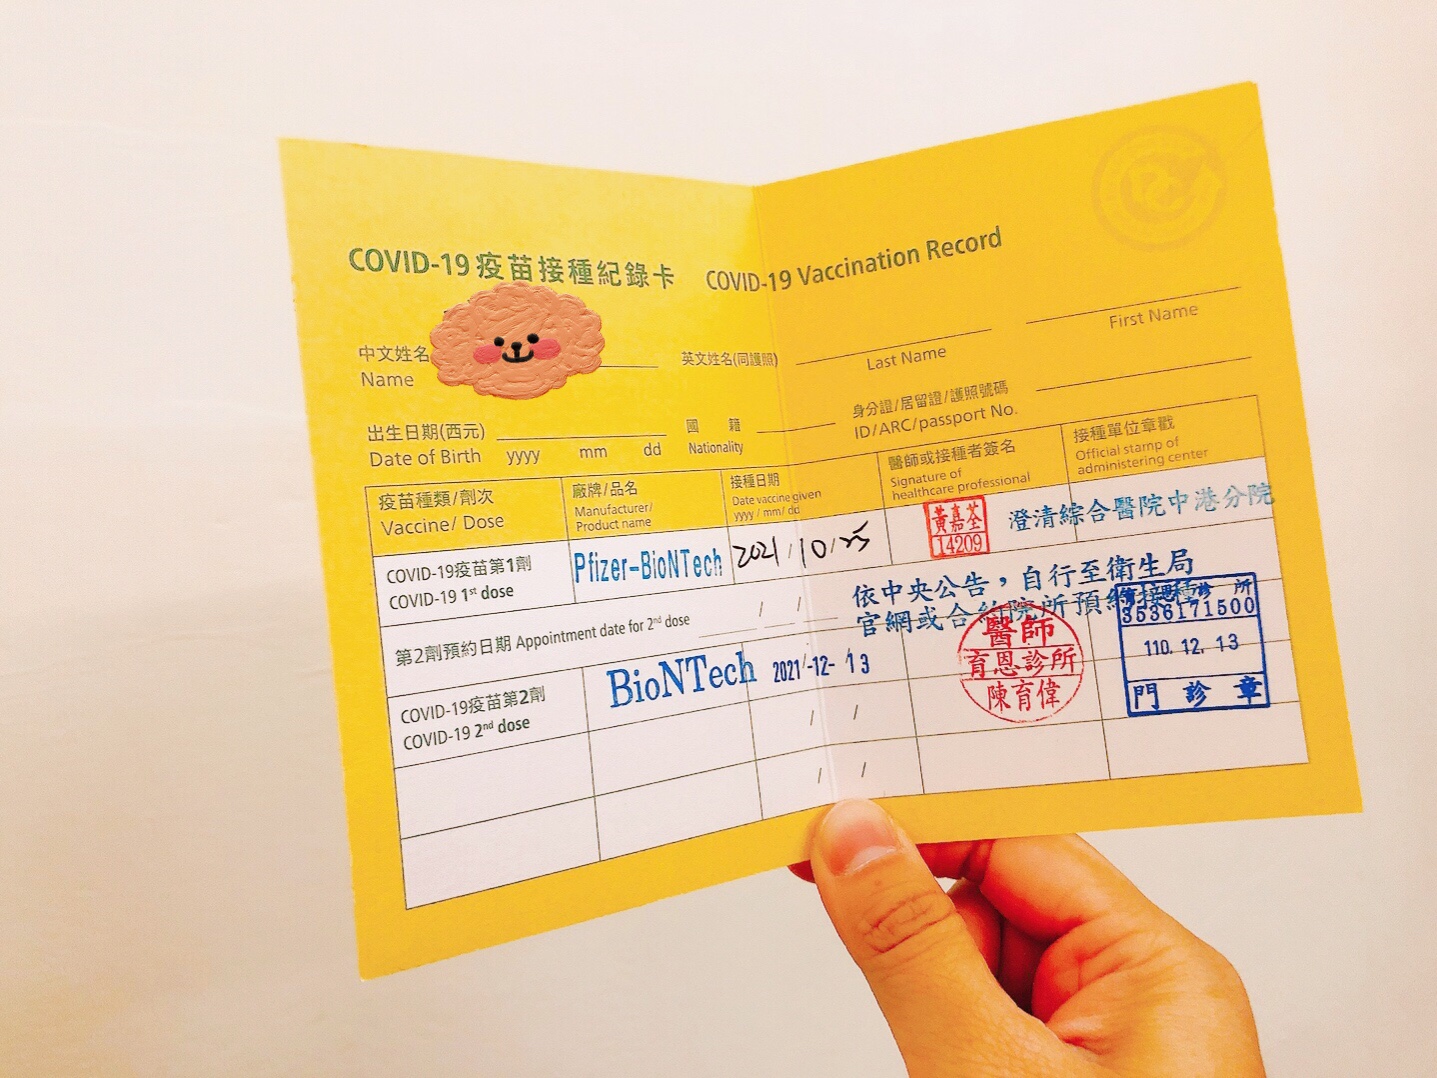 COVID-19疫苗接種紀錄卡 COVID-19 Vaccination Record
中文姓名
Name
英文姓名(同護照)
Last Name
First Name
出生日期(西元)
Date of Birth yyyy mm dd
國 籍
Nationality
身分證/居留證/護照號碼
ID/ARC/passport No.
疫苗種類/劑次
Vaccine/ Dose
廠牌/品名
Manufacturer/
Product name
接種日期
Date vaccine given
yyyy / mm/ dd
醫師或接種者簽名
Signature of
healthcare professional
接種單位章戳
Official stamp of
administering center
COVID-19疫苗第1劑
COVID-19 1st dose
Pfizer-BioNTech
2021/10/25
黃嘉荃
14209
澄清綜合醫院中港分院
第2劑預約日期 Appointment date for 2nd dose / /
依中央公告，自行至衛生局
官網或合約院所預約接種
COVID-19疫苗第2劑
COVID-19 2nd dose
BioNTech
2021-12-13
醫師
育恩診所
陳育偉
診所
3536171500
110.12.13
門診章
/ /
/ /